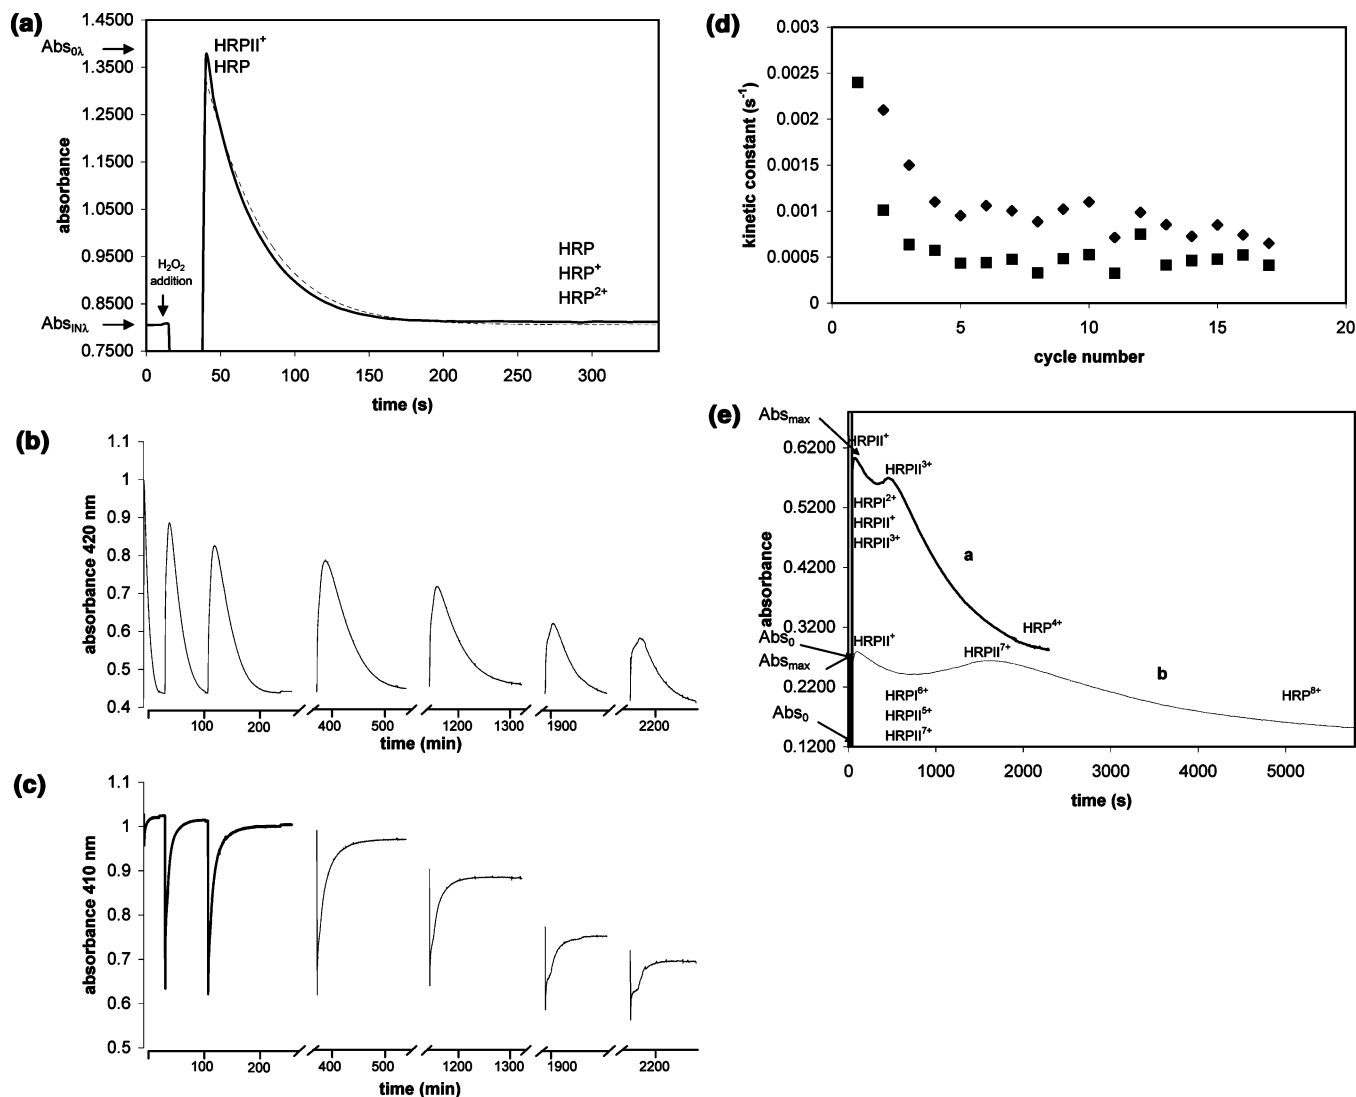 (a)
Abs0λ
AbsINλ
absorbance
1.4500
1.3500
1.2500
1.1500
1.0500
0.9500
0.8500
0.7500
HRPII+
HRP
H2O2
addition
HRP
HRP+
HRP2+
0 50 100 150 200 250 300
time (s)
(d)
kinetic constant (s-1)
0.003
0.0025
0.002
0.0015
0.001
0.0005
0
0 5 10 15 20
cycle number
(b)
absorbance 420 nm
1.1
1
0.9
0.8
0.7
0.6
0.5
0.4
100 200 400 500 1200 1300 1900 2200
time (min)
(e)
Absmax
Abs0
Absmax
Abs0
absorbance
0.6200
0.5200
0.4200
0.3200
0.2200
0.1200
HRPII+
HRPII3+
HRPI2+
HRPII+
HRPII3+
a
HRP4+
HRPII+
HRPII7+
b
HRPI6+
HRPII5+
HRPII7+
HRP8+
0 1000 2000 3000 4000 5000
time (s)
(c)
absorbance 410 nm
1.1
1
0.9
0.8
0.7
0.6
0.5
100 200 400 500 1200 1300 1900 2200
time (min)